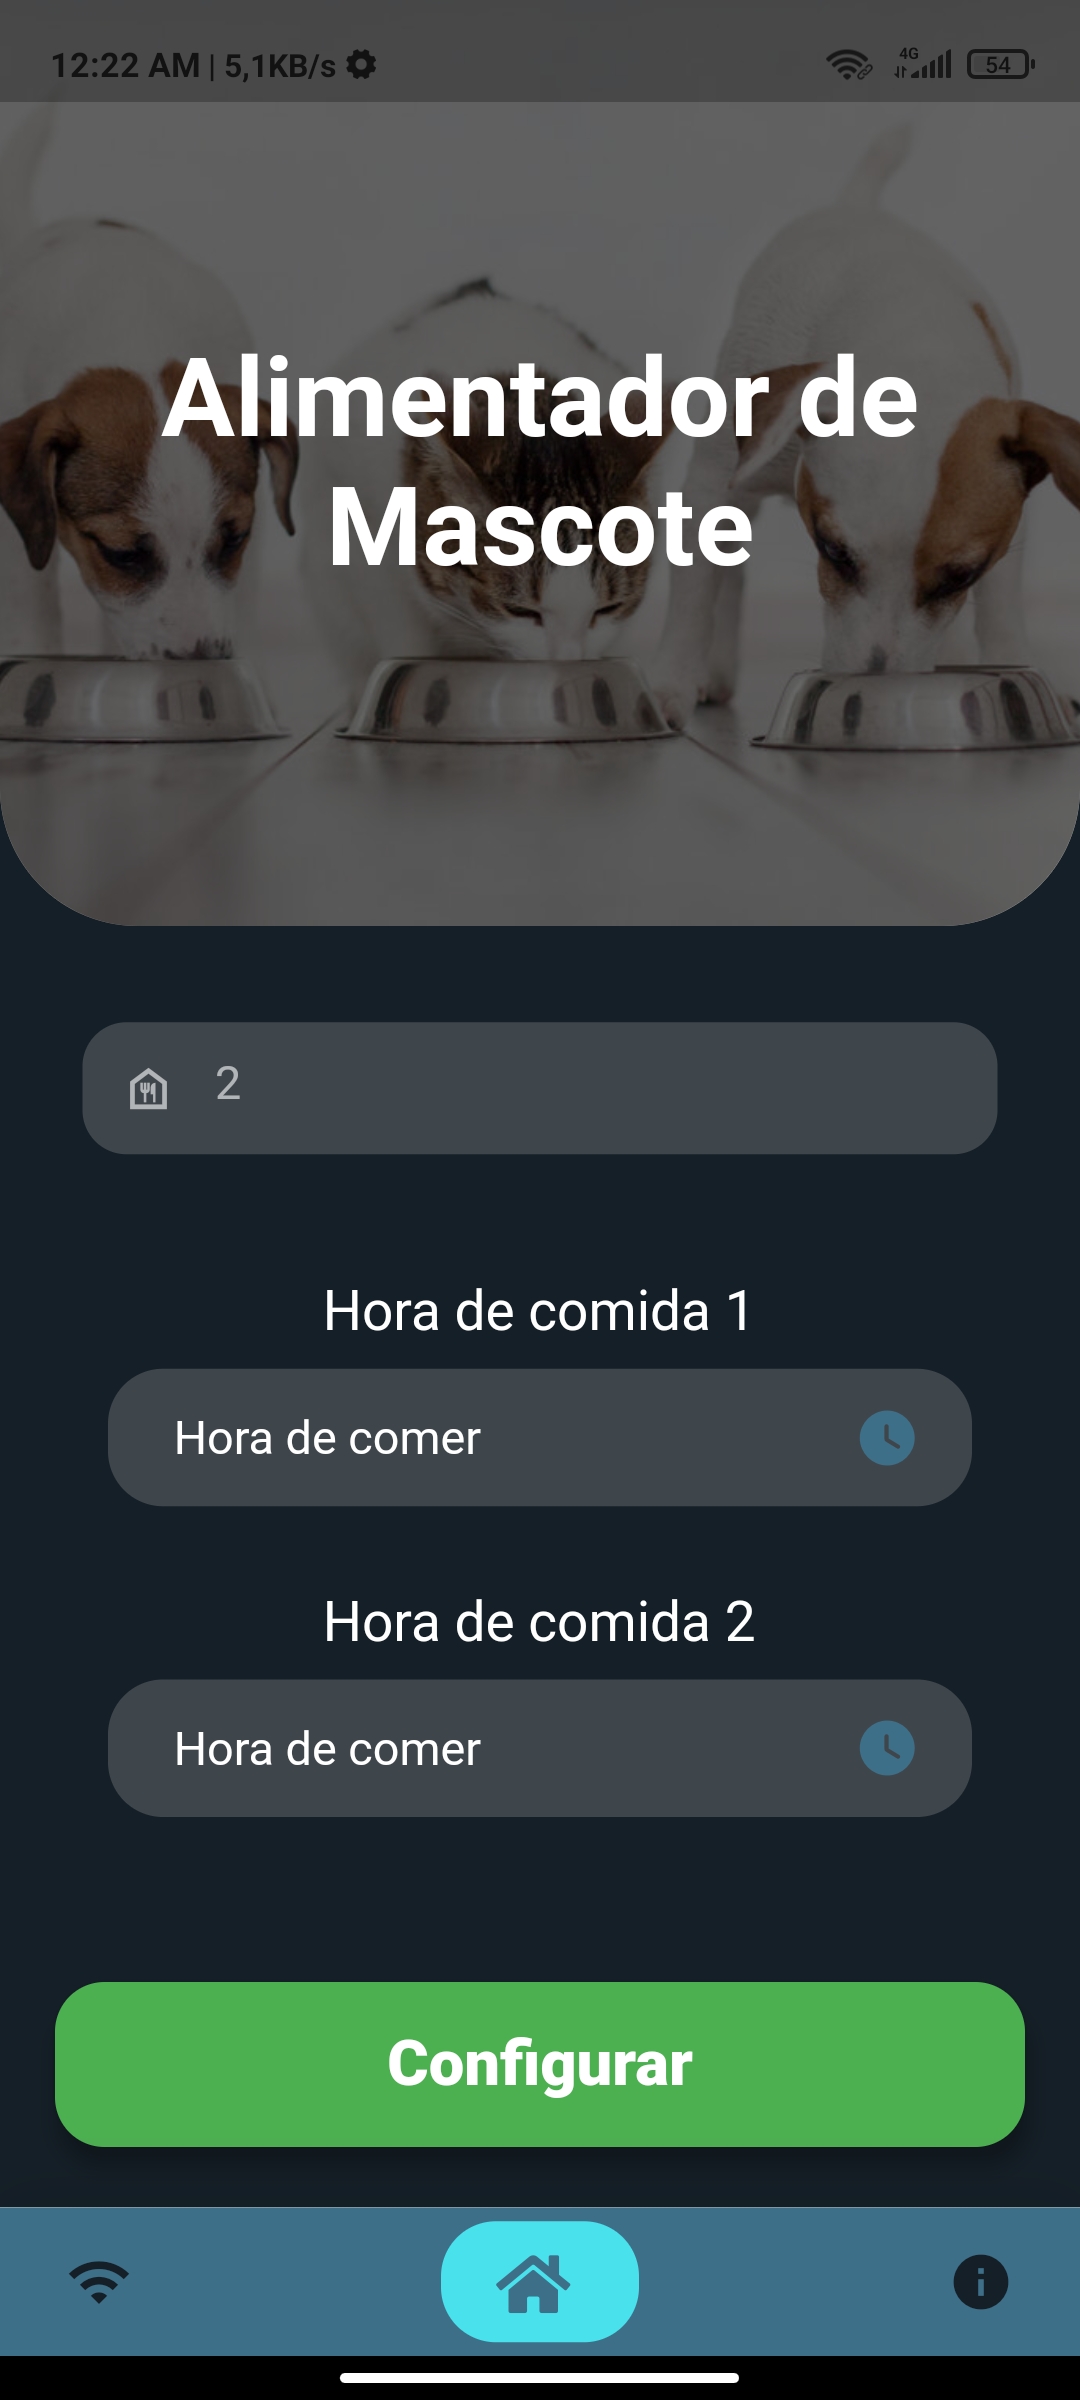 12:22 AM | 5,1KB/s
4G
54
Alimentador de
Mascote
2
Hora de comida 1
Hora de comer
Hora de comida 2
Hora de comer
Configurar